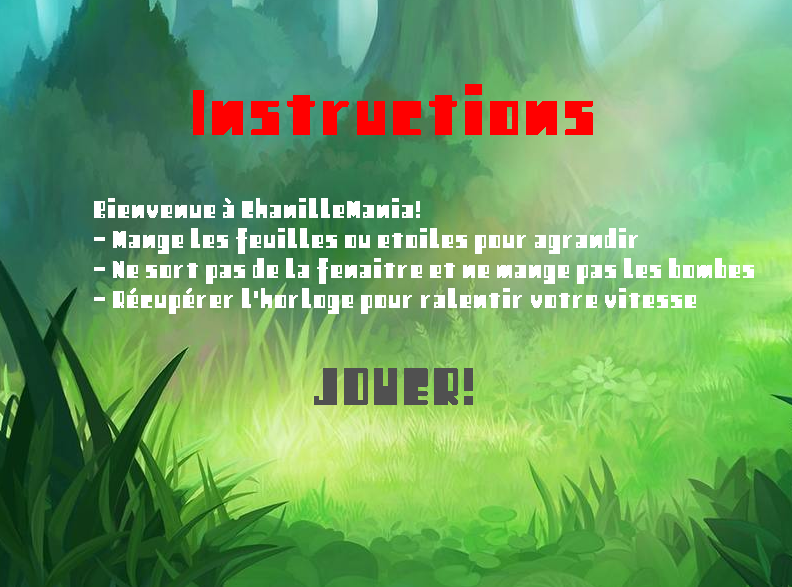 Instructions
Bienvenue à ChanilleMania!
- Mange les feuilles ou etoiles pour agrandir
- Ne sort pas de la fenaitre et ne mange pas les bombes
- Récupérer l'horloge pour ralentir votre vitesse
JOUER!